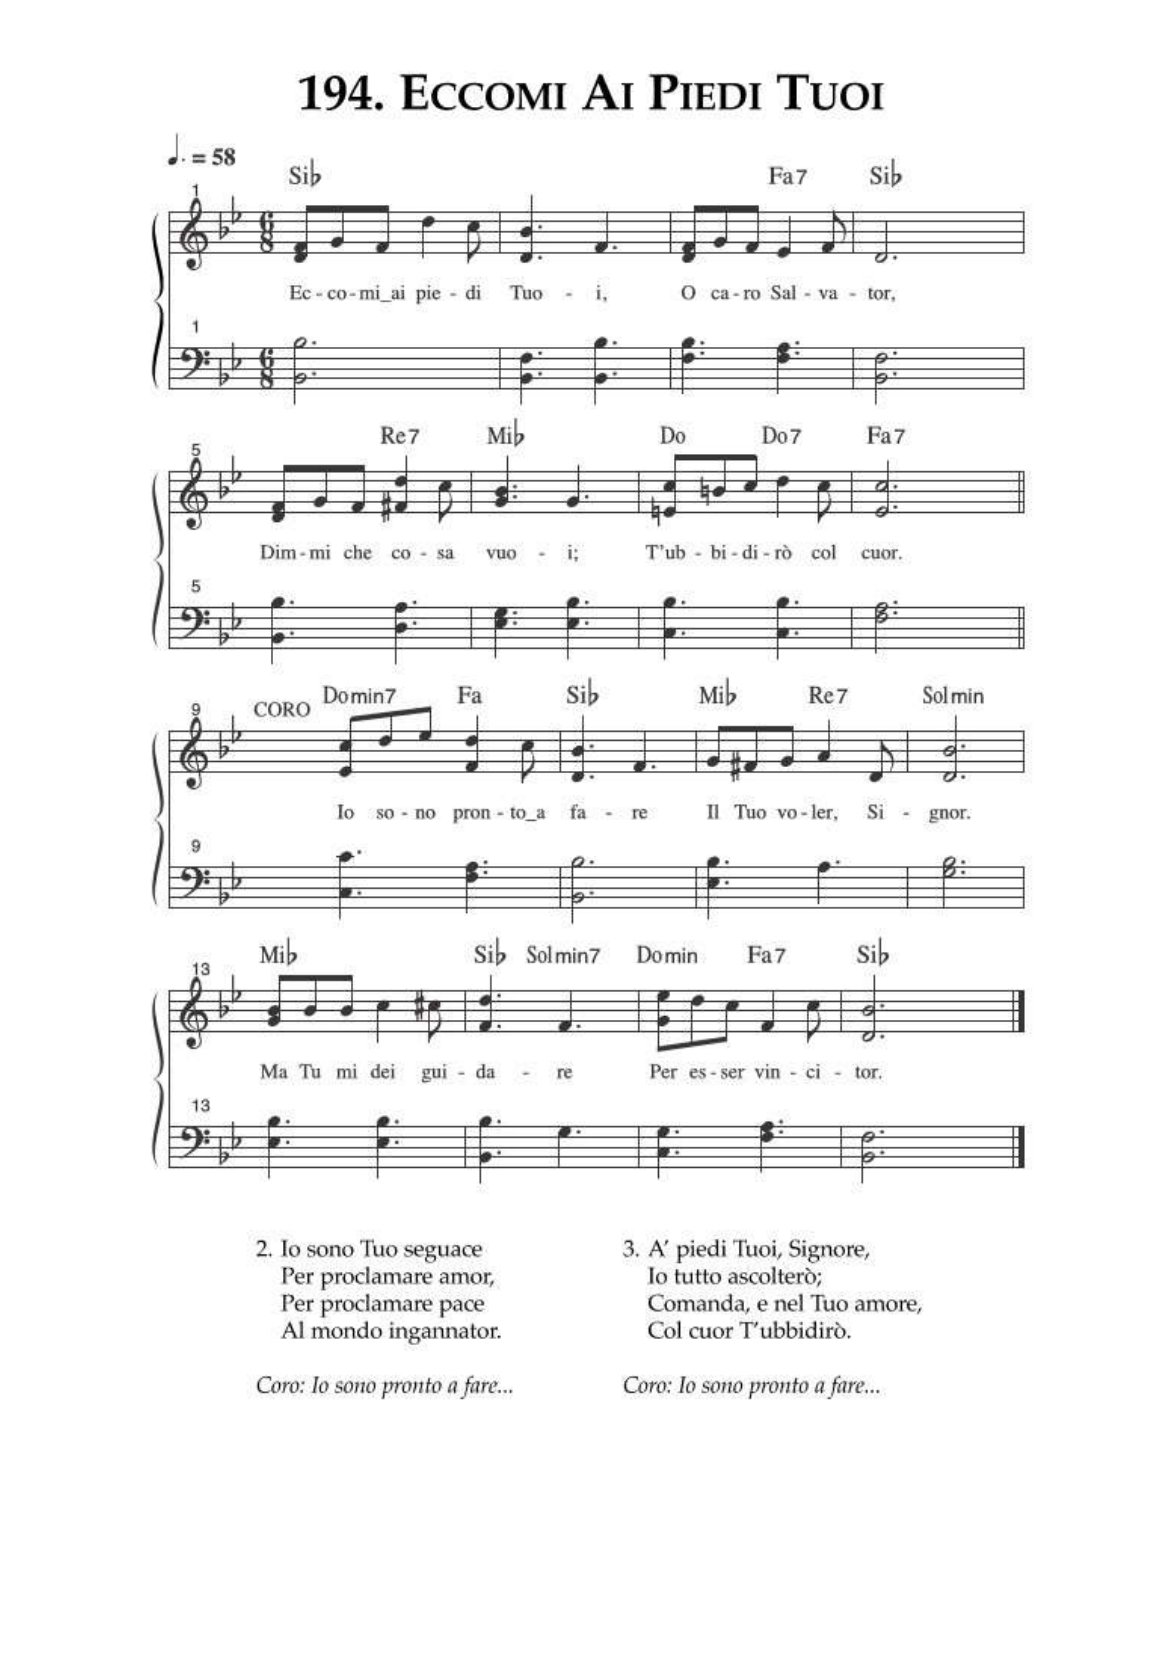 194. Eccomi Ai Piedi Tuoi
♩. = 58
Si♭ Fa7 Si♭
1
6 8
Ec - co - mi_ai pie - di Tuo - i, O ca - ro Sal - va - tor,
1
6 8
Re7 Mi♭ Do Do7 Fa7
5
Dim - mi che co - sa vuo - i; T'ub - bi - di - rò col cuor.
5
Domin7 Fa Si♭ Mi♭ Re7 Solmin
9 CORO
Io so - no pron - to_a fa - re Il Tuo vo - ler, Si - gnor.
9
Mi♭ Si♭ Solmin7 Domin Fa7 Si♭
13
Ma Tu mi dei gui - da - re Per es - ser vin - ci - tor.
13
2. Io sono Tuo seguace
Per proclamare amor,
Per proclamare pace
Al mondo ingannator.
Coro: Io sono pronto a fare...
3. A' piedi Tuoi, Signore,
Io tutto ascolterò;
Comanda, e nel Tuo amore,
Col cuor T'ubbidirò.
Coro: Io sono pronto a fare...